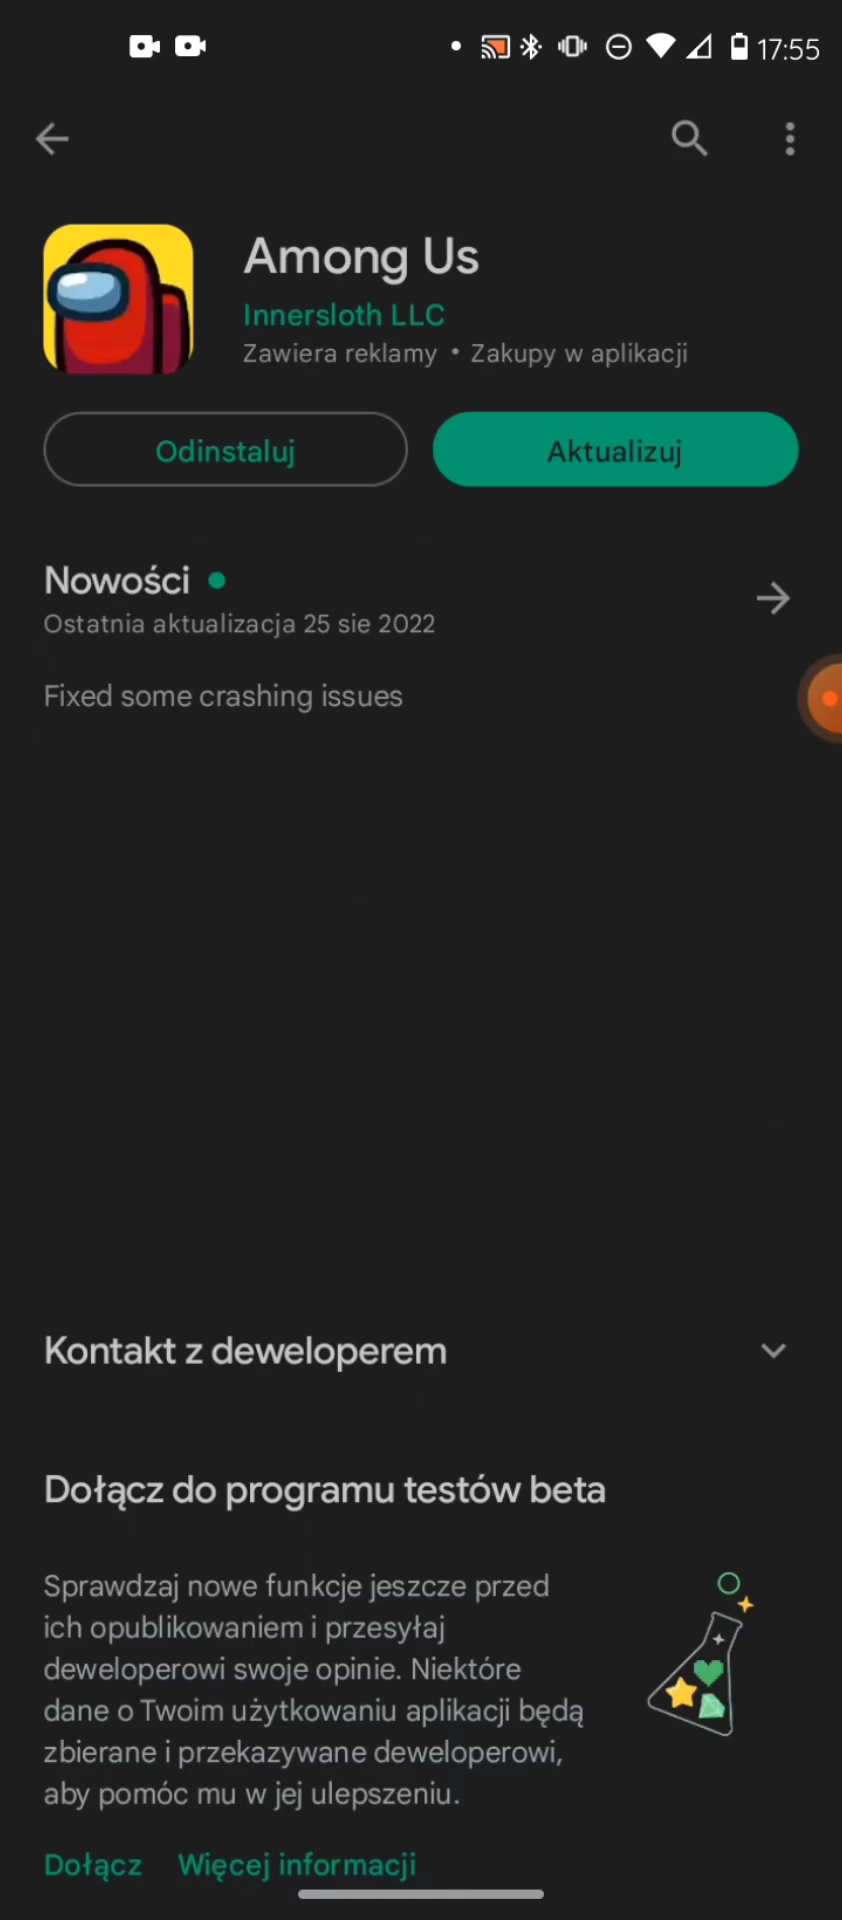 17:55
Among Us
Innersloth LLC
Zawiera reklamy • Zakupy w aplikacji
Odinstaluj
Aktualizuj
Nowości
Ostatnia aktualizacja 25 sie 2022
Fixed some crashing issues
Kontakt z deweloperem
Dołącz do programu testów beta
Sprawdzaj nowe funkcje jeszcze przed
ich opublikowaniem i przesyłaj
deweloperowi swoje opinie. Niektóre
dane o Twoim użytkowaniu aplikacji będą
zbierane i przekazywane deweloperowi,
aby pomóc mu w jej ulepszeniu.
Dołącz Więcej informacji